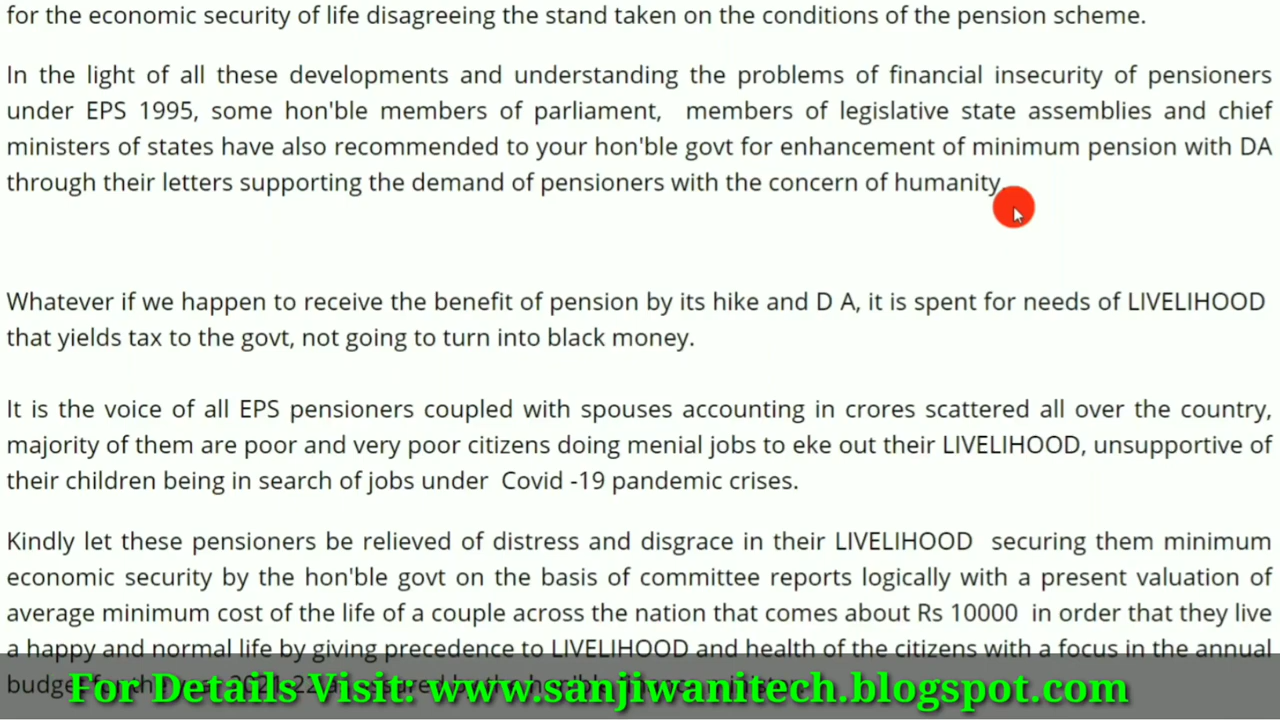 for the economic security of life disagreeing the stand taken on the conditions of the pension scheme.
In the light of all these developments and understanding the problems of financial insecurity of pensioners
under EPS 1995, some hon'ble members of parliament, members of legislative state assemblies and chief
ministers of states have also recommended to your hon'ble govt for enhancement of minimum pension with DA
through their letters supporting the demand of pensioners with the concern of humanity.
Whatever if we happen to receive the benefit of pension by its hike and D A, it is spent for needs of LIVELIHOOD
that yields tax to the govt, not going to turn into black money.
It is the voice of all EPS pensioners coupled with spouses accounting in crores scattered all over the country,
majority of them are poor and very poor citizens doing menial jobs to eke out their LIVELIHOOD, unsupportive of
their children being in search of jobs under Covid -19 pandemic crises.
Kindly let these pensioners be relieved of distress and disgrace in their LIVELIHOOD securing them minimum
economic security by the hon'ble govt on the basis of committee reports logically with a present valuation of
average minimum cost of the life of a couple across the nation that comes about Rs 10000 in order that they live
a happy and normal life by giving precedence to LIVELIHOOD and health of the citizens with a focus in the annual
For Details Visit: www.sanjiwanitech.blogspot.com